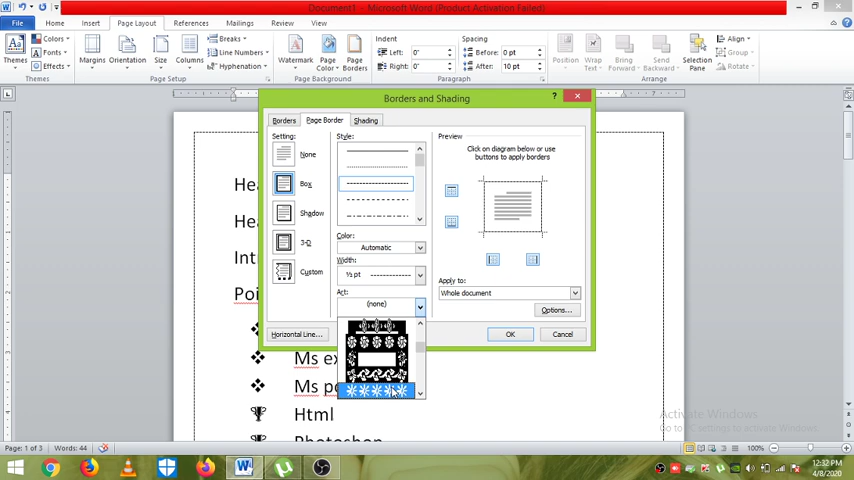 Document1 - Microsoft Word (Product Activation Failed)
File Home Insert Page Layout References Mailings Review View
Themes
Colors
Fonts
Effects
Themes
Margins Orientation Size Columns
Breaks
Line Numbers
Hyphenation
Page Setup
Watermark Page Color Page Borders
Page Background
Indent
Left: 0"
Right: 0"
Spacing
Before: 0 pt
After: 10 pt
Paragraph
Position Wrap Text Bring Forward Send Backward Selection Pane
Align
Group
Rotate
Arrange
Borders and Shading
?
Borders Page Border Shading
Setting:
None
Box
Shadow
3-D
Custom
Style:
Color:
Automatic
Width:
½ pt
Art:
(none)
Preview
Click on diagram below or use
buttons to apply borders
Apply to:
Whole document
Options...
Horizontal Line...
OK
Cancel
Hea
Hea
Int
Poi
Ms ex
Ms po
Html
Photoshop
Activate Windows
Go to PC settings to activate Windows.
Page: 1 of 3 Words: 44
100%
12:32 PM
4/8/2020